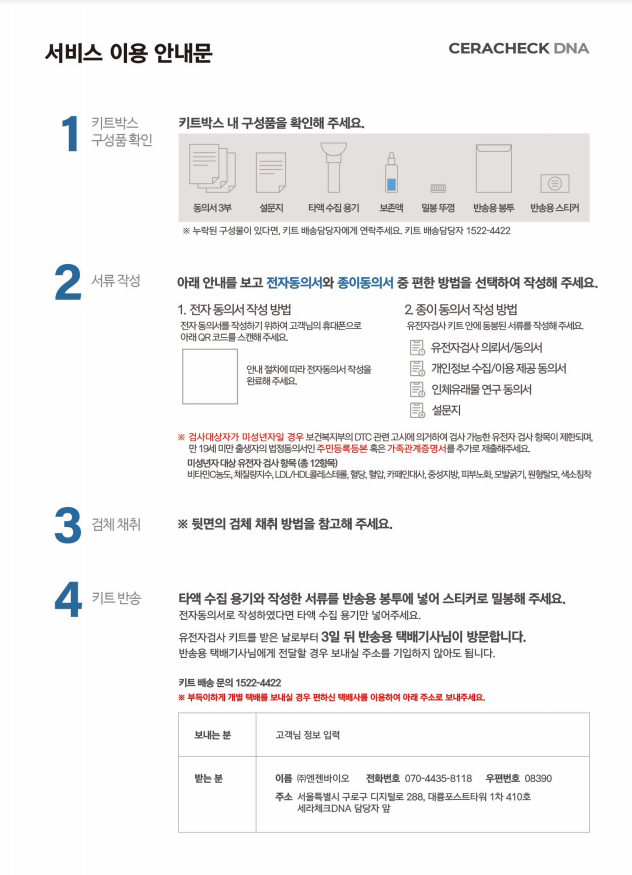 서비스 이용 안내문
CERACHECK DNA
1 키트박스
구성품 확인
키트박스 내 구성품을 확인해 주세요.
동의서 3부 설문지 타액 수집 용기 보존액 밀봉 뚜껑 반송용 봉투 반송용 스티커
※ 누락된 구성물이 있다면, 키트 배송담당자에게 연락주세요. 키트 배송담당자 1522-4422
2 서류 작성
아래 안내를 보고 전자동의서와 종이동의서 중 편한 방법을 선택하여 작성해 주세요.
1. 전자 동의서 작성 방법
전자 동의서를 작성하기 위하여 고객님의 휴대폰으로
아래 QR 코드를 스캔해 주세요.
안내 절차에 따라 전자동의서 작성을
완료해 주세요.
2. 종이 동의서 작성 방법
유전자검사 키트 안에 동봉된 서류를 작성해 주세요.
유전자검사 의뢰서/동의서
개인정보 수집/이용 제공 동의서
인체유래물 연구 동의서
설문지
※ 검사대상자가 미성년자일 경우 보건복지부의 DTC 관련 고시에 의거하여 검사 가능한 유전자 검사 항목이 제한되며,
만 19세 미만 출생자의 법정동의서인 주민등록등본 혹은 가족관계증명서를 추가로 제출해주세요.
미성년자 대상 유전자 검사 항목 (총 12항목)
비타민C농도, 체질량지수, LDL/HDL콜레스테롤, 혈당, 혈압, 카페인대사, 중성지방, 피부노화, 모발굵기, 원형탈모, 색소침착
3 검체 채취
※ 뒷면의 검체 채취 방법을 참고해 주세요.
4 키트 반송
타액 수집 용기와 작성한 서류를 반송용 봉투에 넣어 스티커로 밀봉해 주세요.
전자동의서로 작성하였다면 타액 수집 용기만 넣어주세요.
유전자검사 키트를 받은 날로부터 3일 뒤 반송용 택배기사님이 방문합니다.
반송용 택배기사님에게 전달할 경우 보내실 주소를 기입하지 않아도 됩니다.
키트 배송 문의 1522-4422
※ 부득이하게 개별 택배를 보내실 경우 편하신 택배사를 이용하여 아래 주소로 보내주세요.
보내는 분 고객님 정보 입력
받는 분 이름 ㈜엔젠바이오 전화번호 070-4435-8118 우편번호 08390
주소 서울특별시 구로구 디지털로 288, 대륭포스트타워 1차 410호
세라체크DNA 담당자 앞